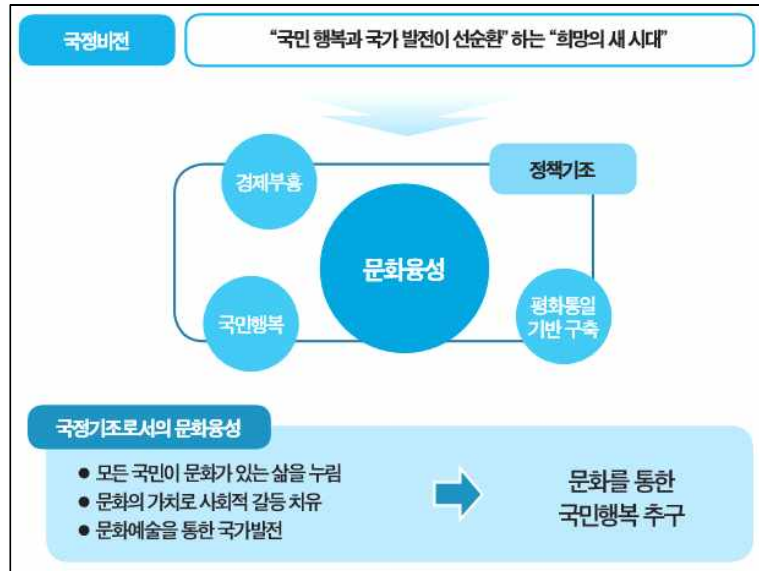 국정비전
“국민 행복과 국가 발전이 선순환” 하는 “희망의 새 시대”
경제부흥
정책기조
문화융성
국민행복
평화통일
기반 구축
국정기조로서의 문화융성
● 모든 국민이 문화가 있는 삶을 누림
● 문화의 가치로 사회적 갈등 치유
● 문화예술을 통한 국가발전
문화를 통한
국민행복 추구